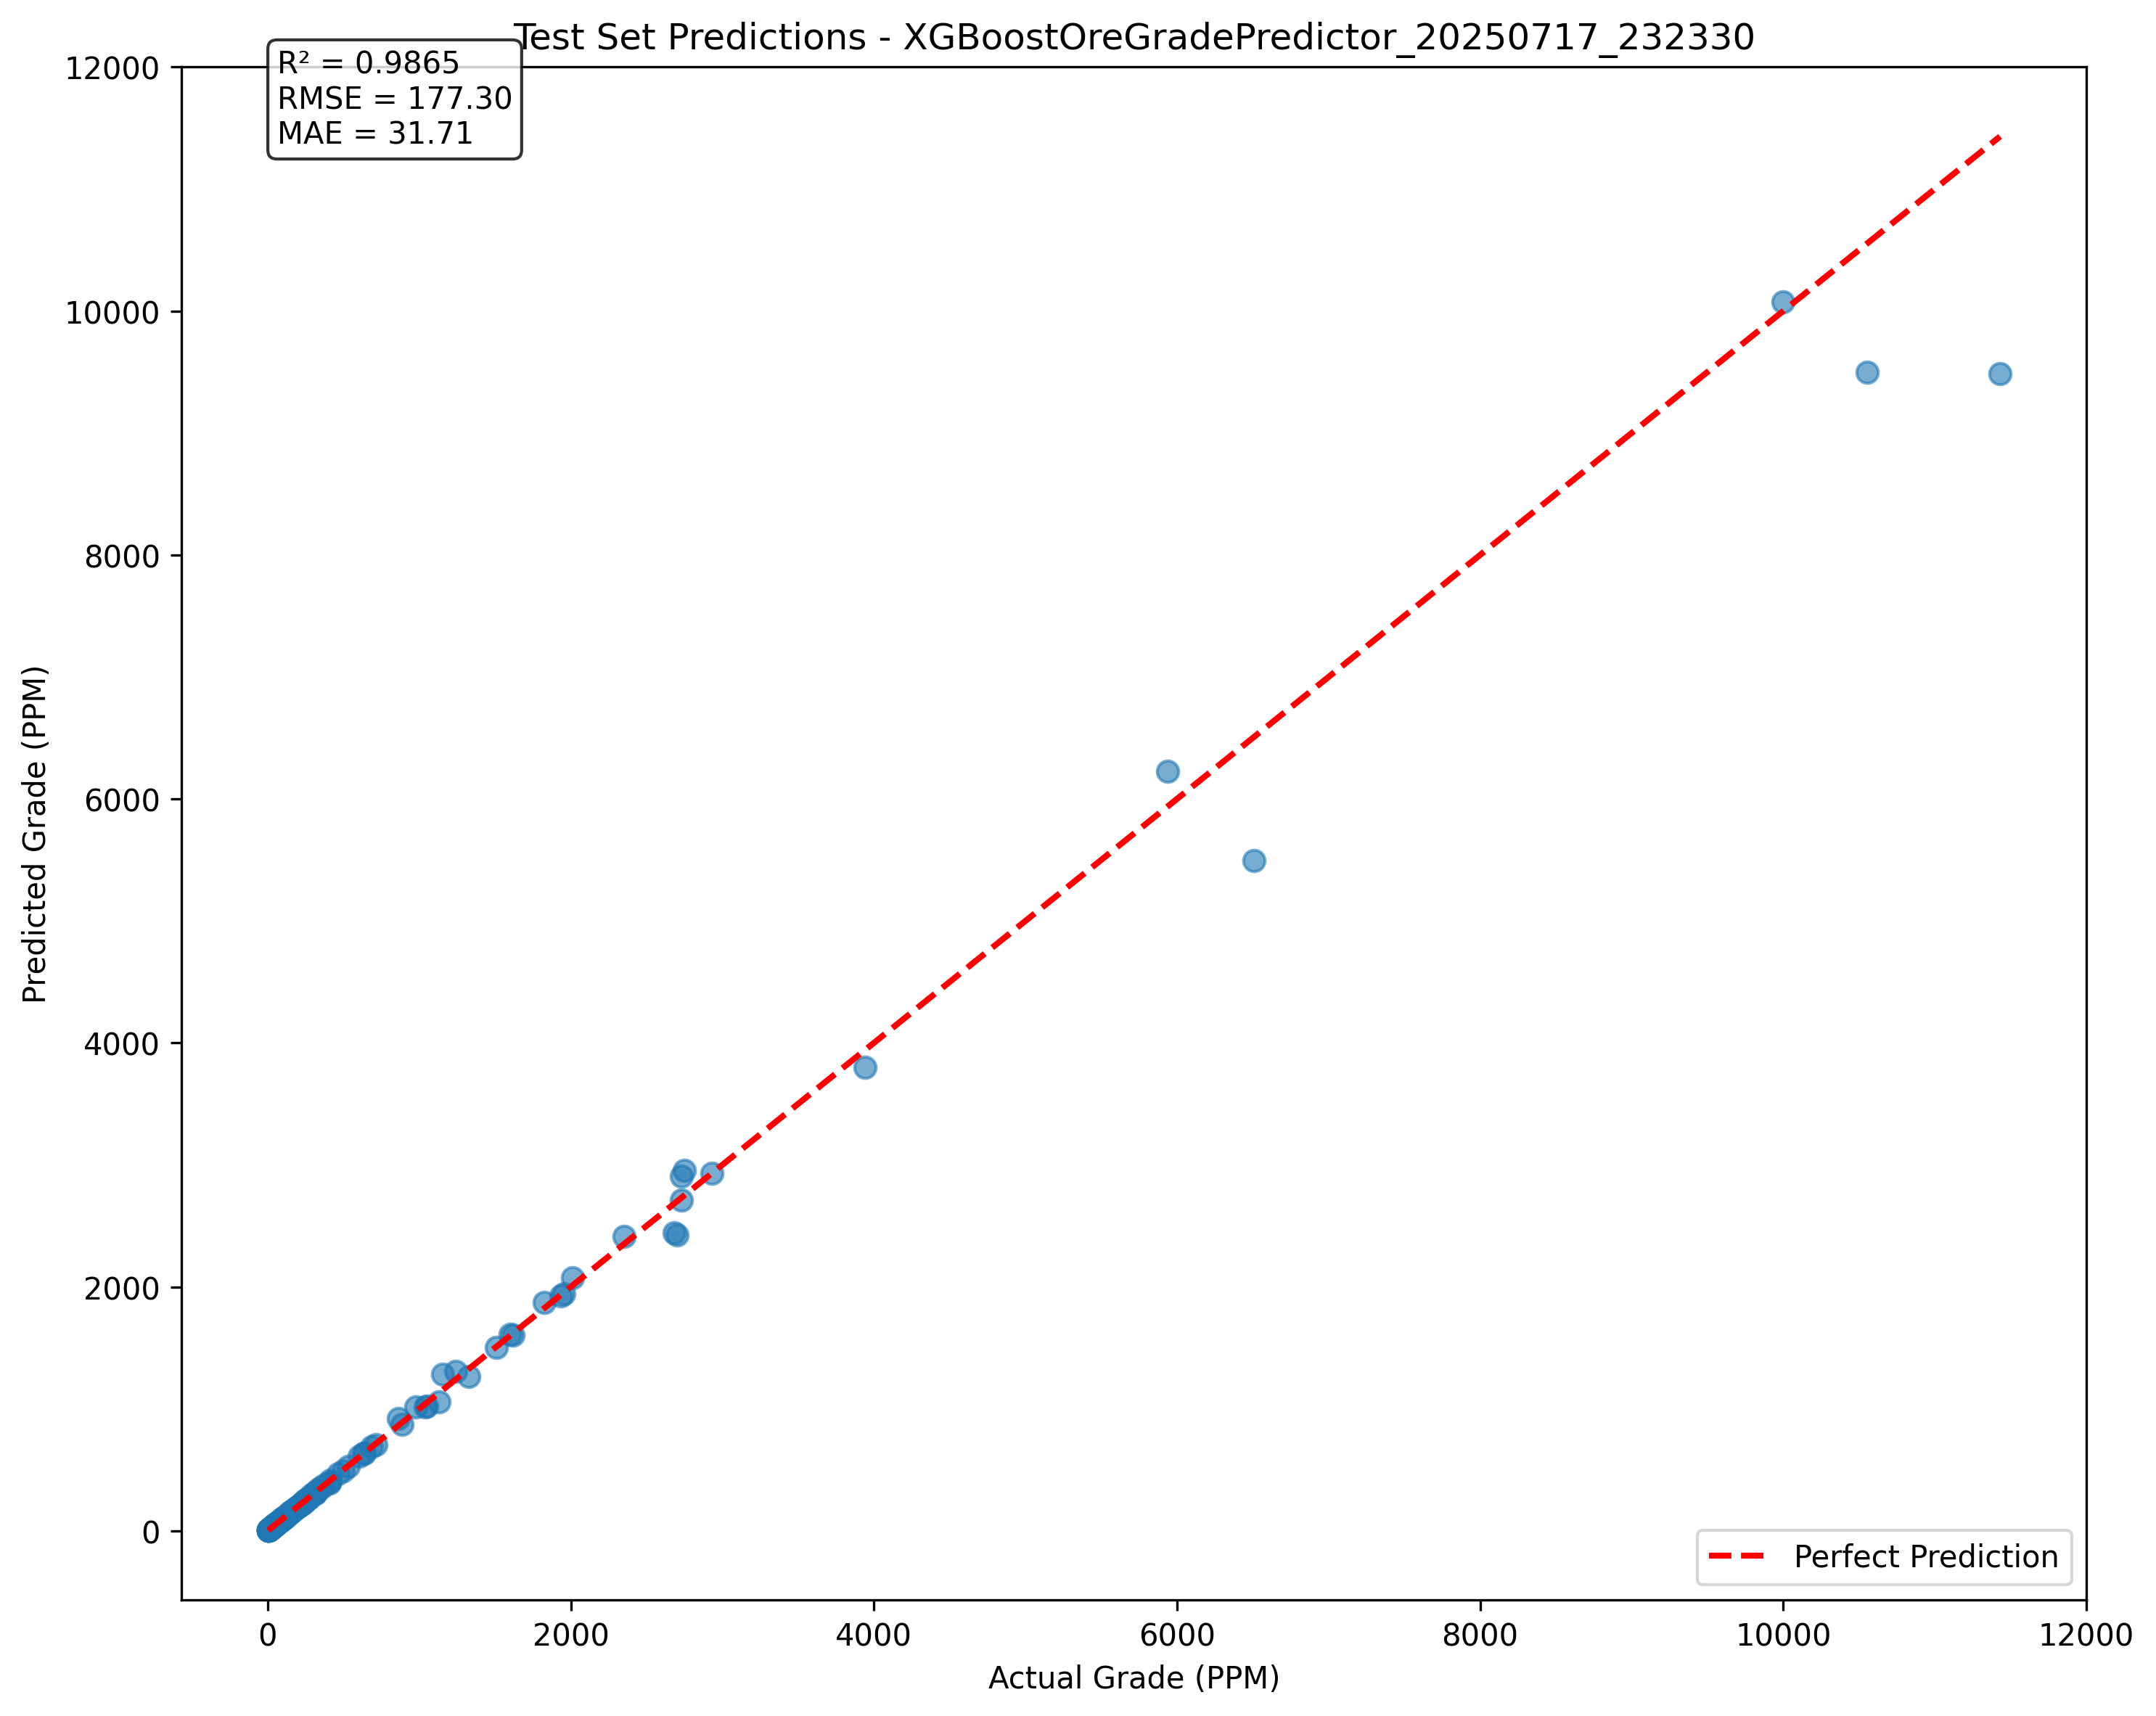 Test Set Predictions - XGBoostOreGradePredictor_20250717_232330
R² = 0.9865
RMSE = 177.30
MAE = 31.71
12000
10000
8000
6000
4000
2000
0
Predicted Grade (PPM)
Perfect Prediction
0 2000 4000 6000 8000 10000 12000
Actual Grade (PPM)